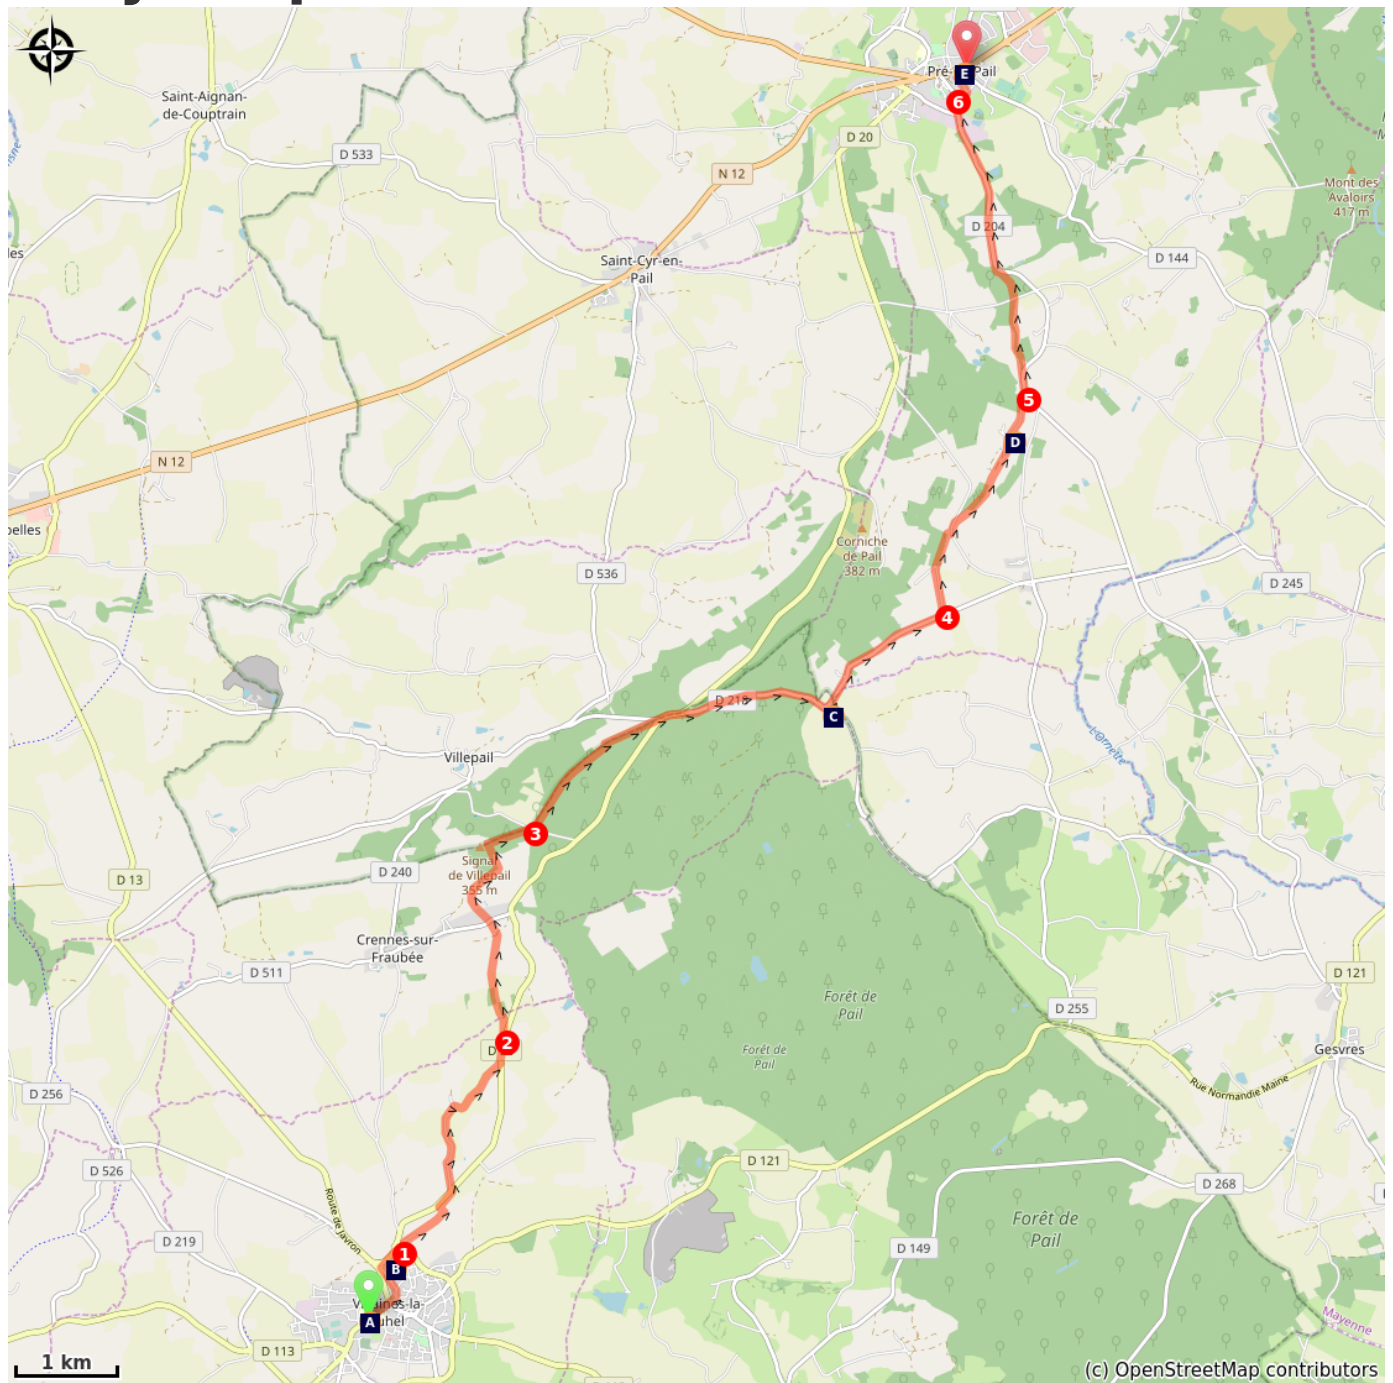 Saint-Aignan-
de-Couptrain
D 533
N 12
D 20
Pré-
Pail
E
6
Mont des
Avaloirs
417 m
D 204
D 144
Saint-Cyr-en-
Pail
5
D
N 12
Corniche
de Pail
382 m
D 536
D 245
4
L'Ornette
D 218
C
Villepail
3
Signal
de Villepail
355 m
D 240
D 13
Crennes-sur-
Fraubée
D 511
D 121
Forêt de
Pail
D 255
2
Forêt de
Pail
Gesvres
D 256
Rue Normandie Maine
D 526
D 121
D 268
Route de Javron
Forêt de
Pail
D 219
D 149
1
B
A
Mayenne
D 113
1 km
(c) OpenStreetMap contributors